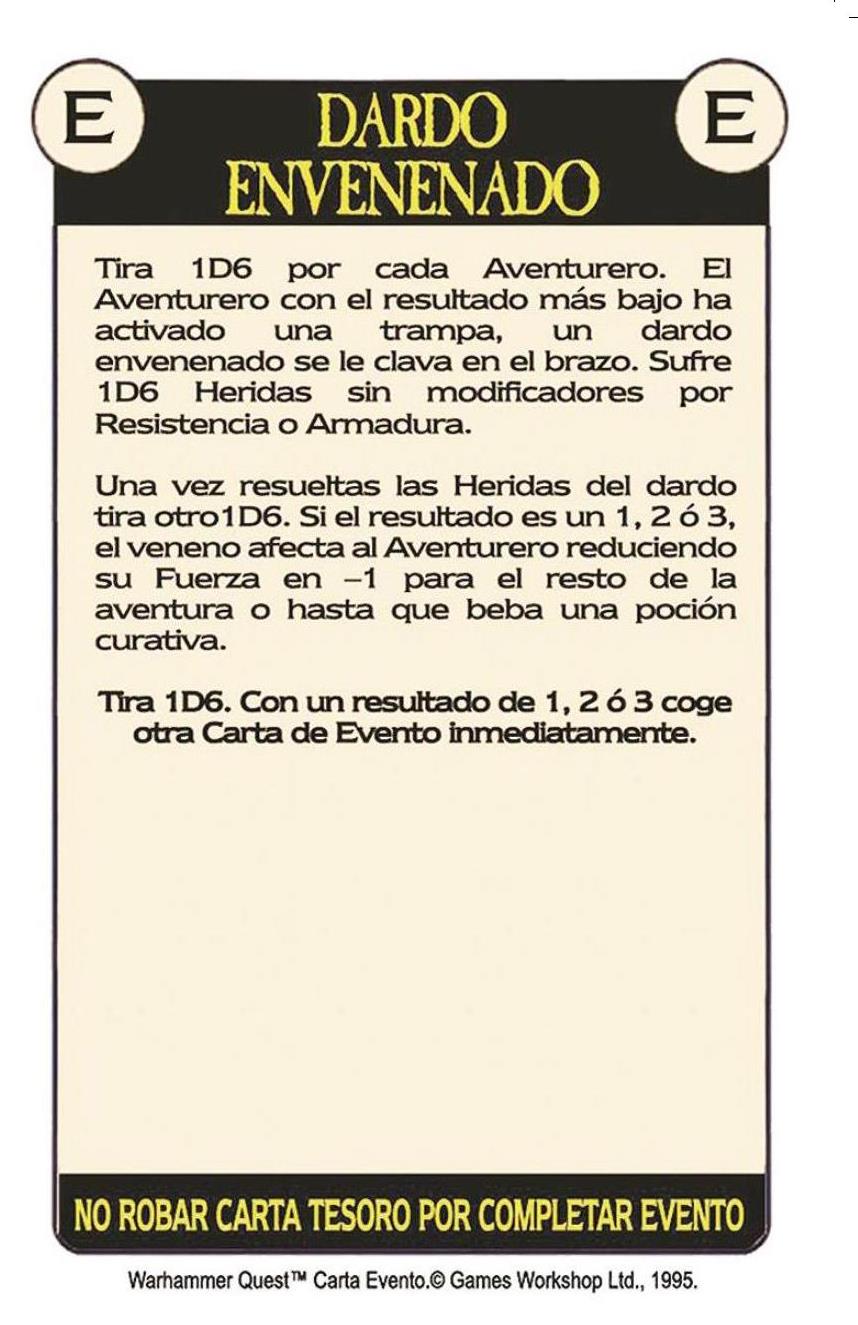 E
DARDO
ENVENENADO
E
Tira 1D6 por cada Aventurero. El
Aventurero con el resultado más bajo ha
activado una trampa, un dardo
envenenado se le clava en el brazo. Sufre
1D6 Heridas sin modificadores por
Resistencia o Armadura.
Una vez resueltas las Heridas del dardo
tira otro1D6. Si el resultado es un 1, 2 ó 3,
el veneno afecta al Aventurero reduciendo
su Fuerza en –1 para el resto de la
aventura o hasta que beba una poción
curativa.
Tira 1D6. Con un resultado de 1, 2 ó 3 coge
otra Carta de Evento inmediatamente.
NO ROBAR CARTA TESORO POR COMPLETAR EVENTO
Warhammer Quest™ Carta Evento.© Games Workshop Ltd., 1995.